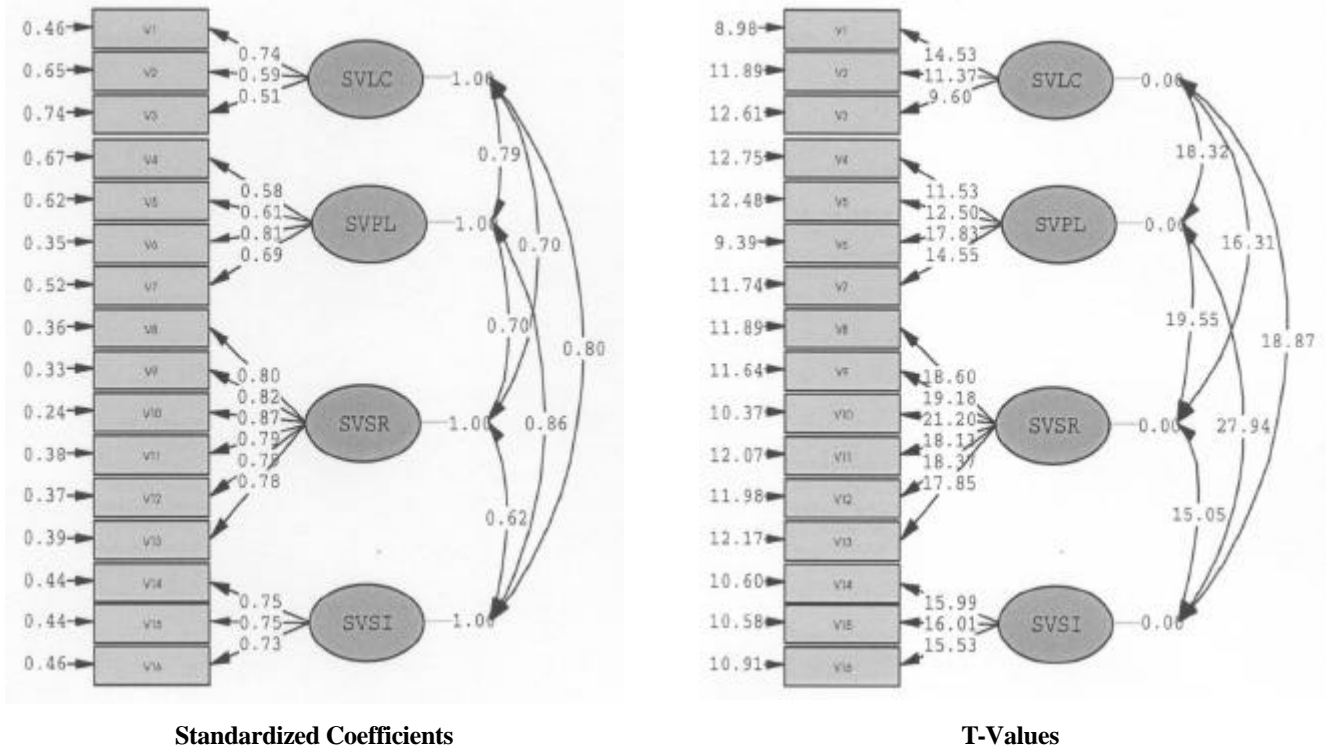 0.46 V1
0.74
0.65 V2 0.59 SVLC 1.00
0.51
0.74 V3
0.79
0.67 V4
0.58
0.62 V5 0.61 SVPL 1.00
0.81
0.35 V6 0.70
0.69
0.52 V7
0.36 V8 0.70
0.80
0.33 V9 0.80
0.82
0.24 V10 0.87 SVSR 1.00 0.86
0.79
0.38 V11
0.78
0.37 V12 0.62
0.39 V13
0.44 V14
0.75
0.44 V15 0.75 SVSI 1.00
0.73
0.46 V16
Standardized Coefficients
8.98 V1
14.53
11.89 V2 11.37 SVLC 0.00
9.60
12.61 V3
18.32
12.75 V4
11.53
12.48 V5 12.50 SVPL 0.00
17.83
9.39 V6 16.31
14.55
11.74 V7
19.55
11.89 V8 18.87
11.64 V9 18.60
19.18
10.37 V10 21.20 SVSR 0.00 27.94
18.13
12.07 V11 18.37
17.85
11.98 V12 15.05
12.17 V13
10.60 V14
15.99
10.58 V15 16.01 SVSI 0.00
15.53
10.91 V16
T-Values